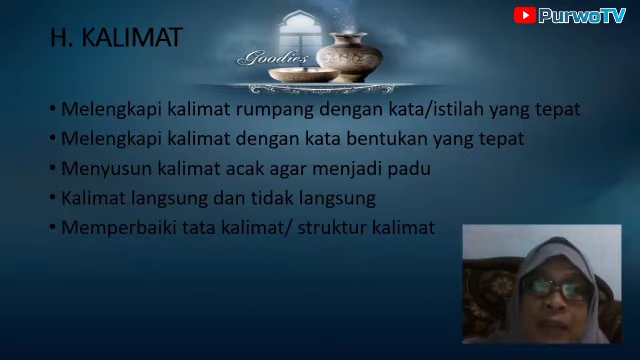 PurwoTV
H. KALIMAT
Goodies
• Melengkapi kalimat rumpang dengan kata/istilah yang tepat
• Melengkapi kalimat dengan kata bentukan yang tepat
• Menyusun kalimat acak agar menjadi padu
• Kalimat langsung dan tidak langsung
• Memperbaiki tata kalimat/ struktur kalimat